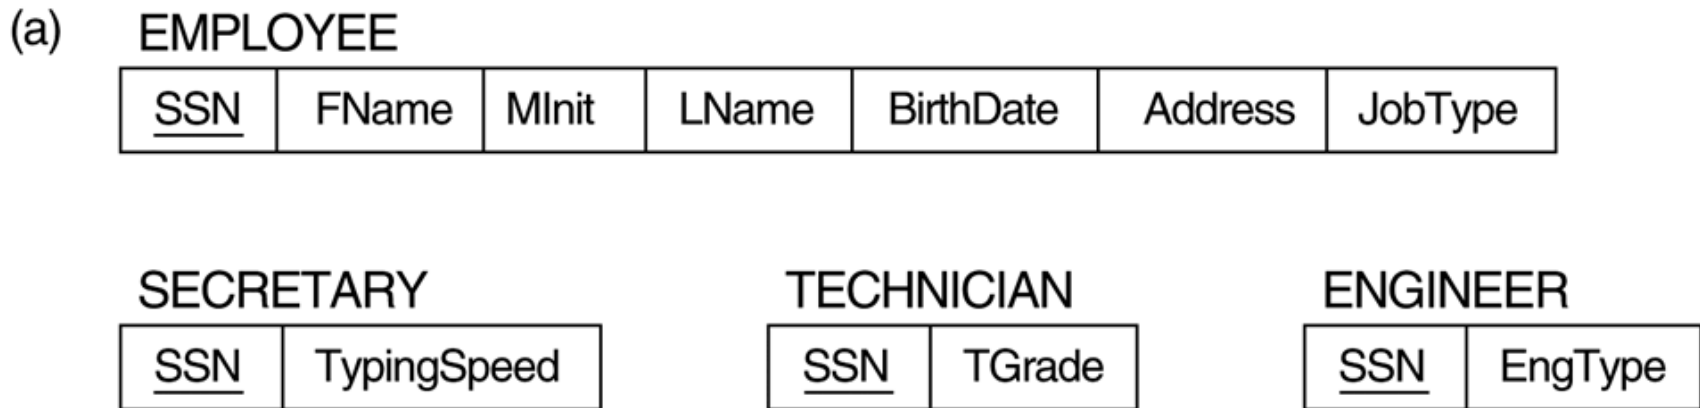 (a) EMPLOYEE
SSN FName MInit LName BirthDate Address JobType
SECRETARY TECHNICIAN ENGINEER
SSN TypingSpeed SSN TGrade SSN EngType